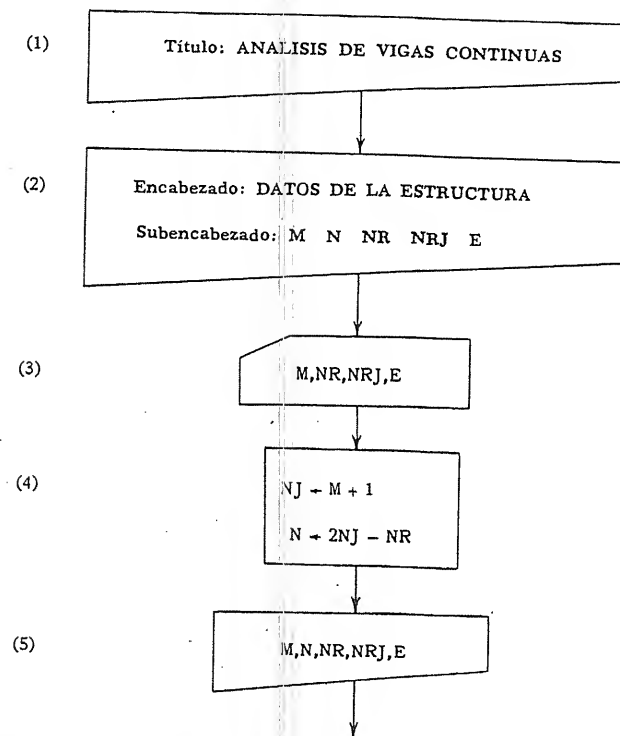 (1)
Título: ANALISIS DE VIGAS CONTINUAS
(2)
Encabezado: DATOS DE LA ESTRUCTURA
Subencabezado: M N NR NRJ E
(3)
M,NR,NRJ,E
(4)
NJ ← M + 1
N ← 2NJ – NR
(5)
M,N,NR,NRJ,E